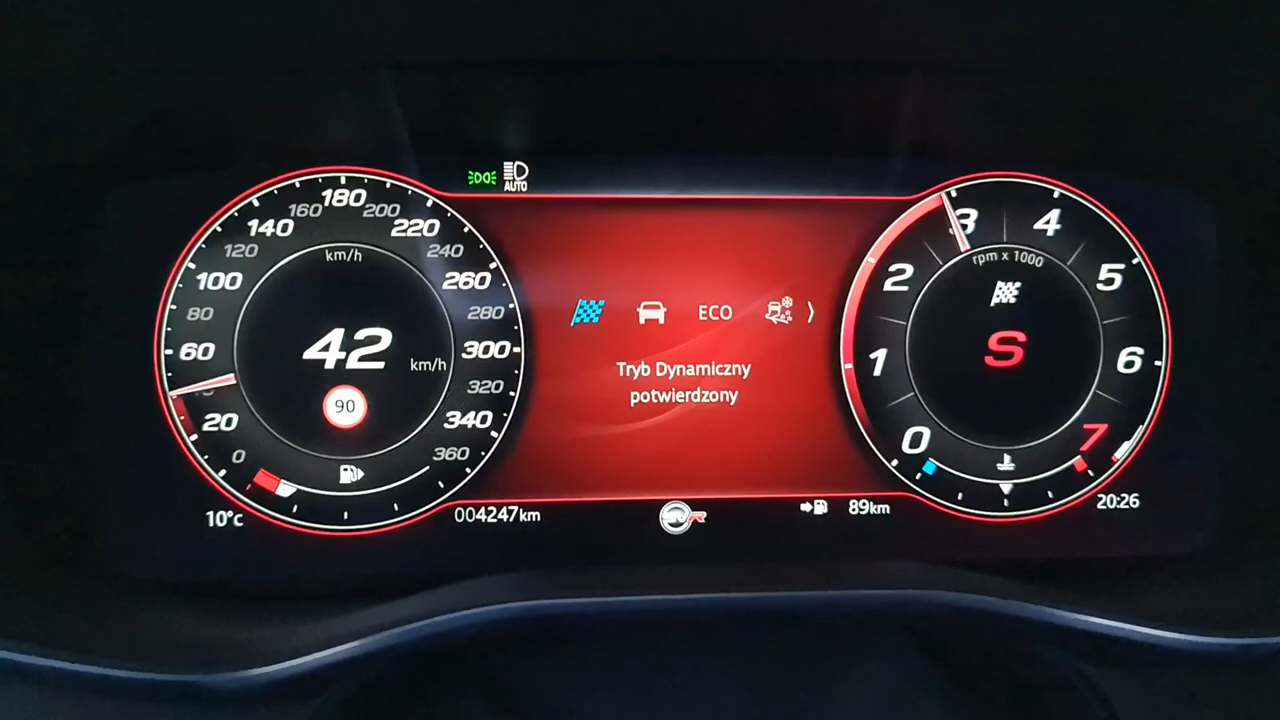 AUTO
180
160
200
140
220
120
240
km/h
100
260
80
280
42
km/h
60
300
90
320
20
340
0
360
10°c
004247km
ECO
Tryb Dynamiczny
potwierdzony
SVR
89km
3
4
rpm x 1000
2
5
S
1
6
0
7
20:26